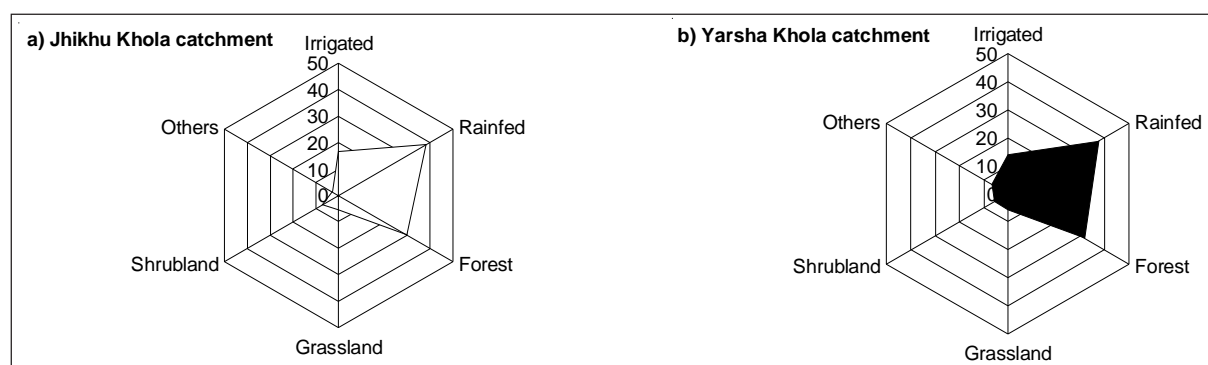 a) Jhikhu Khola catchment
Irrigated
50
40
30
20
10
0
Rainfed
Forest
Grassland
Shrubland
Others
b) Yarsha Khola catchment
Irrigated
50
40
30
20
10
0
Rainfed
Forest
Grassland
Shrubland
Others